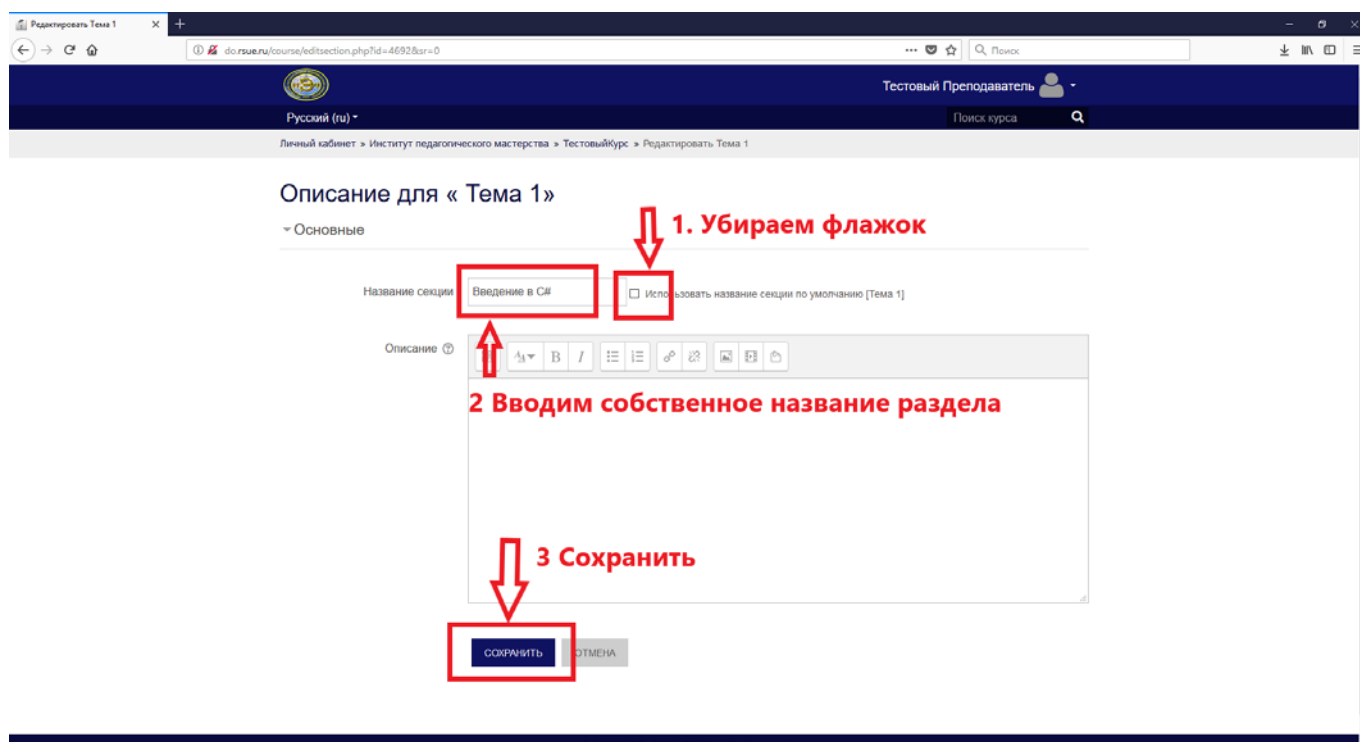 Редактировать Тема 1
do.rsue.ru/course/editsection.php?id=4692&sr=0
Поиск
Тестовый Преподаватель
Русский (ru)
Поиск курса
Личный кабинет » Институт педагогического мастерства » ТестовыйКурс » Редактировать Тема 1
Описание для « Тема 1»
Основные
1. Убираем флажок
Название секции Введение в C# Использовать название секции по умолчанию [Тема 1]
Описание
2 Вводим собственное название раздела
3 Сохранить
СОХРАНИТЬ ОТМЕНА